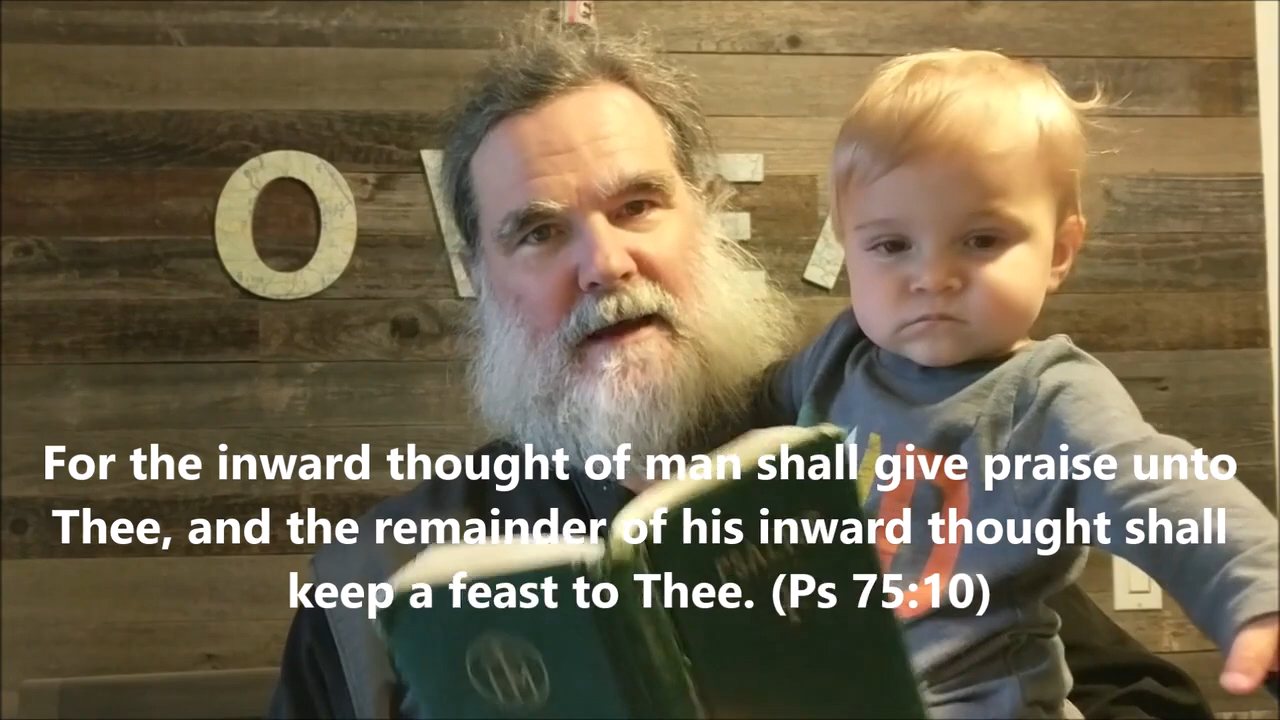 O
For the inward thought of man shall give praise unto
Thee, and the remainder of his inward thought shall
keep a feast to Thee. (Ps 75:10)